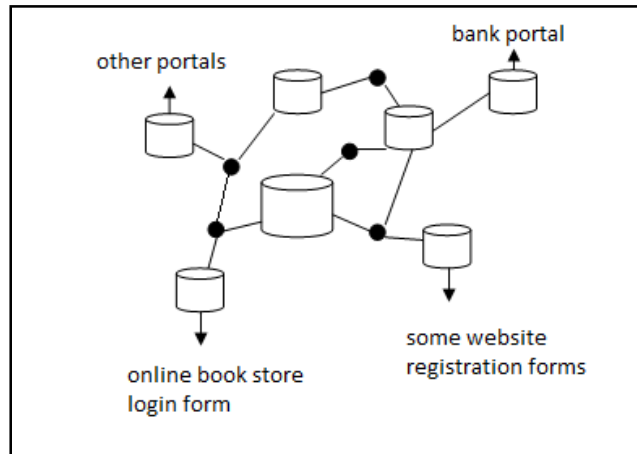 bank portal
other portals
some website
registration forms
online book store
login form